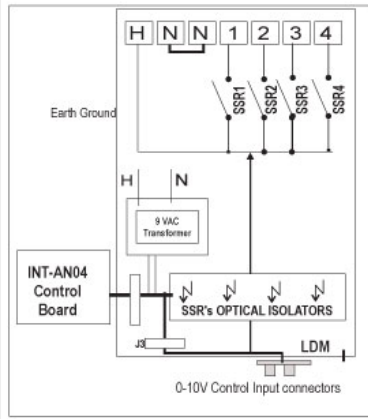 H N N 1 2 3 4
SSR1 SSR2 SSR3 SSR4
Earth Ground
H N
9 VAC
Transformer
INT-AN04
Control
Board
SSR's OPTICAL ISOLATORS
J3
LDM
0-10V Control Input connectors